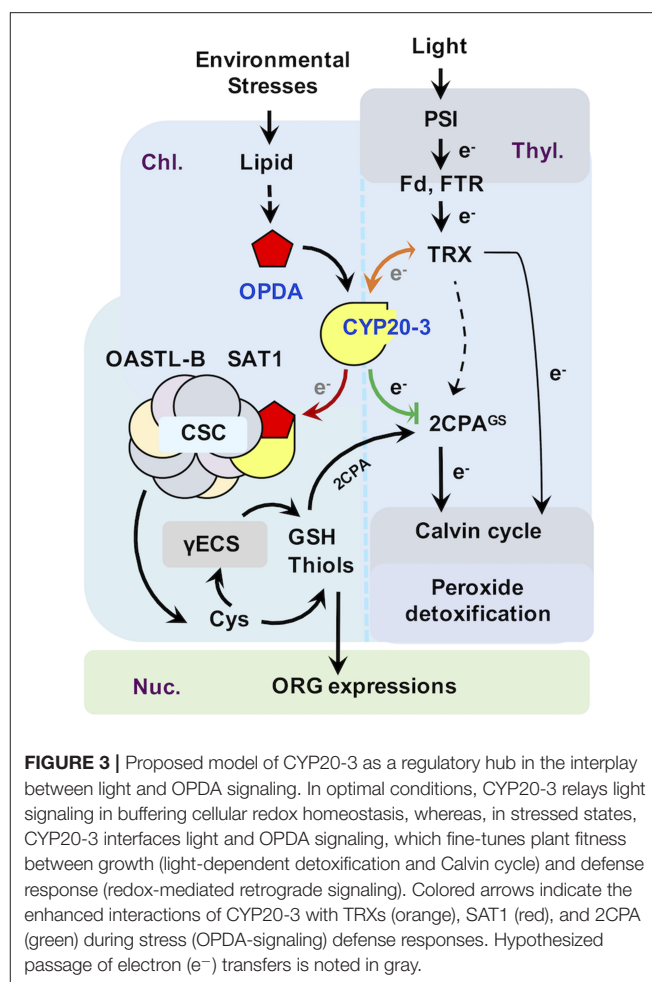 Light
Environmental
Stresses
PSI
Chl.
Lipid
e-
Thyl.
Fd, FTR
e-
TRX
OPDA
e-
CYP20-3
OASTL-B SAT1
e-
e-
e-
CSC
2CPAGS
2CPA
e-
γECS
GSH
Thiols
Calvin cycle
Cys
Peroxide
detoxification
Nuc.
ORG expressions
FIGURE 3 | Proposed model of CYP20-3 as a regulatory hub in the interplay
between light and OPDA signaling. In optimal conditions, CYP20-3 relays light
signaling in buffering cellular redox homeostasis, whereas, in stressed states,
CYP20-3 interfaces light and OPDA signaling, which fine-tunes plant fitness
between growth (light-dependent detoxification and Calvin cycle) and defense
response (redox-mediated retrograde signaling). Colored arrows indicate the
enhanced interactions of CYP20-3 with TRXs (orange), SAT1 (red), and 2CPA
(green) during stress (OPDA-signaling) defense responses. Hypothesized
passage of electron (e−) transfers is noted in gray.